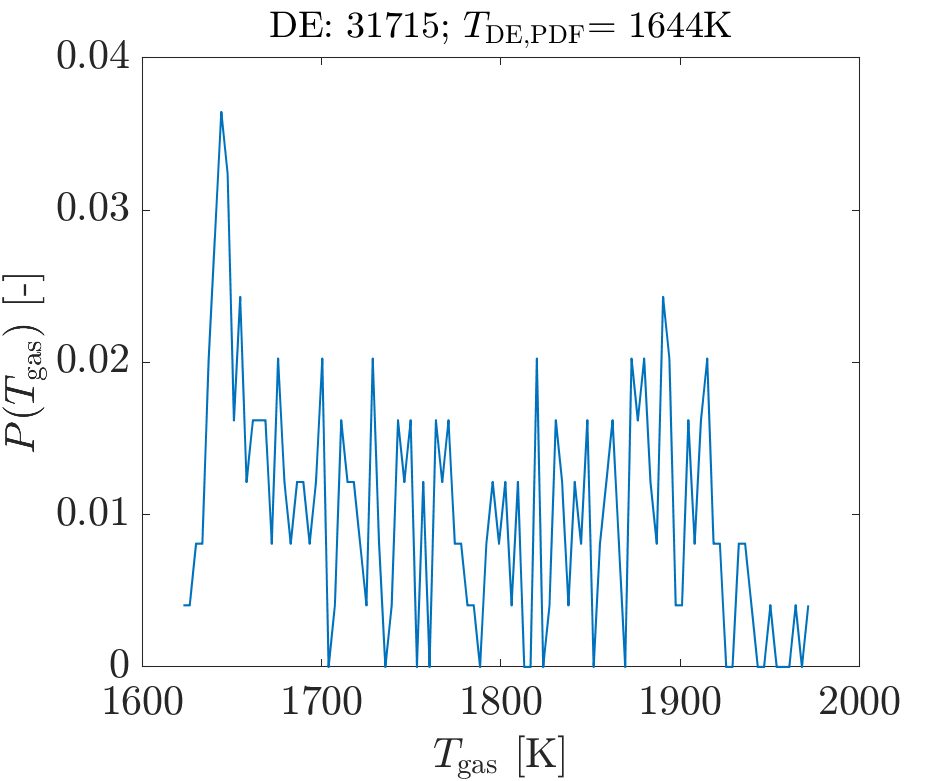 DE: 31715; T_DE,PDF= 1644K
0.04
0.03
0.02
0.01
0
P(T_gas) [-]
1600 1700 1800 1900 2000
T_gas [K]